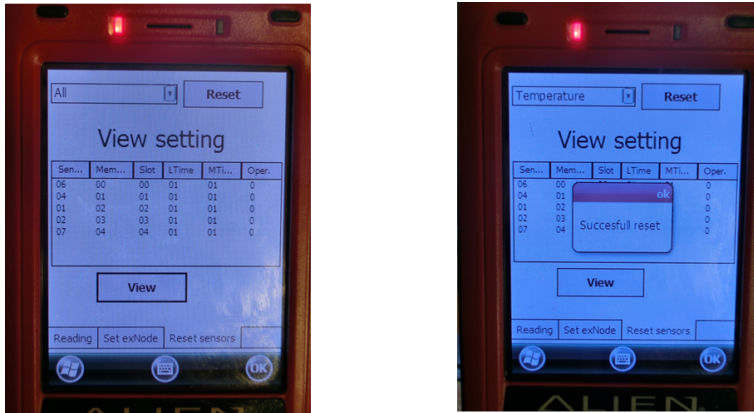 All Reset
View setting
Sen... Mem... Slot LTime MTi... Oper.
06 00 00 01 01 0
04 01 01 01 01 0
01 02 02 01 01 0
02 03 03 01 01 0
07 04 04 01 01 0
View
Reading Set exNode Reset sensors
OK
ALIEN
Temperature Reset
View setting
Sen... Mem... Slot LTime MTi... Oper.
06 00 0
04 01 0
01 02 0
02 03 0
07 04 0
ok
Succesfull reset
View
Reading Set exNode Reset sensors
OK
ALIEN